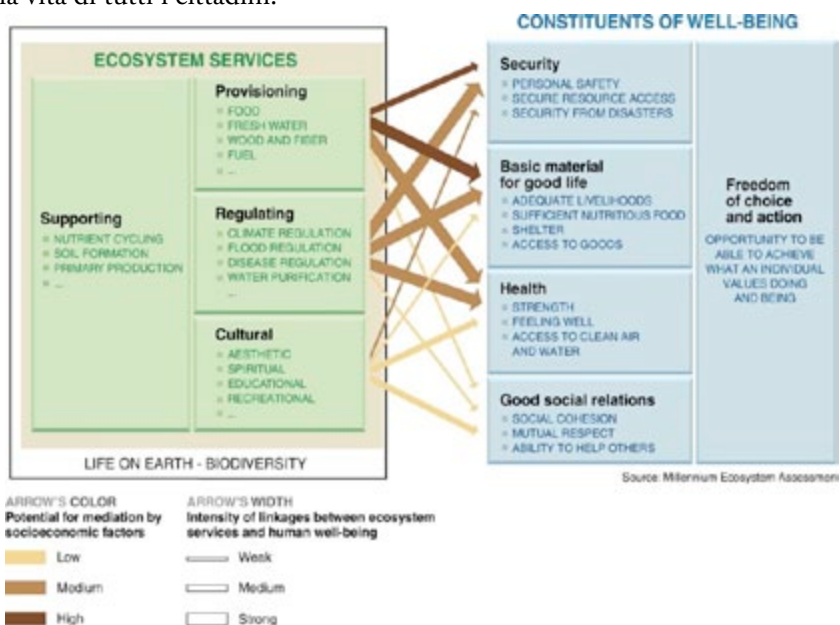 la vita di tutti i cittadini.
CONSTITUENTS OF WELL-BEING
ECOSYSTEM SERVICES
Supporting
NUTRIENT CYCLING
SOIL FORMATION
PRIMARY PRODUCTION
...
Provisioning
FOOD
FRESH WATER
WOOD AND FIBER
FUEL
...
Regulating
CLIMATE REGULATION
FLOOD REGULATION
DISEASE REGULATION
WATER PURIFICATION
...
Cultural
AESTHETIC
SPIRITUAL
EDUCATIONAL
RECREATIONAL
...
LIFE ON EARTH - BIODIVERSITY
Security
PERSONAL SAFETY
SECURE RESOURCE ACCESS
SECURITY FROM DISASTERS
Basic material
for good life
ADEQUATE LIVELIHOODS
SUFFICIENT NUTRITIOUS FOOD
SHELTER
ACCESS TO GOODS
Health
STRENGTH
FEELING WELL
ACCESS TO CLEAN AIR
AND WATER
Good social relations
SOCIAL COHESION
MUTUAL RESPECT
ABILITY TO HELP OTHERS
Freedom
of choice
and action
OPPORTUNITY TO BE
ABLE TO ACHIEVE
WHAT AN INDIVIDUAL
VALUES DOING
AND BEING
Source: Millennium Ecosystem Assessment
ARROW'S COLOR
Potential for mediation by
socioeconomic factors
Low
Medium
High
ARROW'S WIDTH
Intensity of linkages between ecosystem
services and human well-being
Weak
Medium
Strong